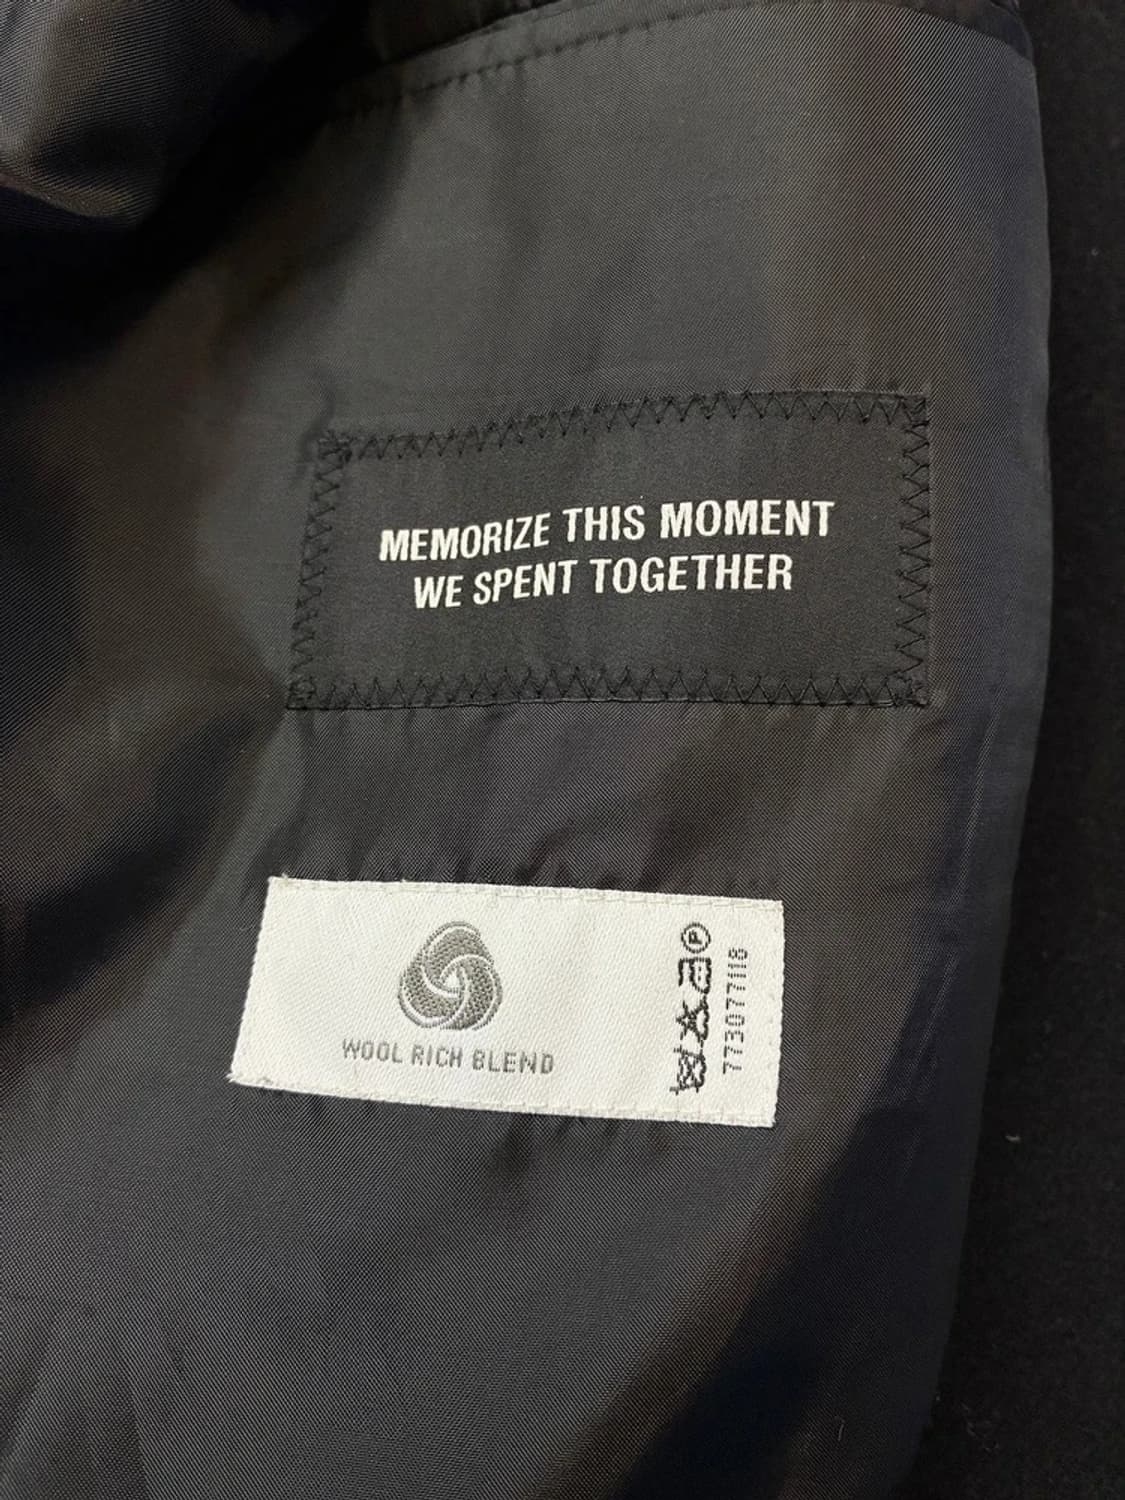 MEMORIZE THIS MOMENT
WE SPENT TOGETHER
WOOL RICH BLEND
P
773077118